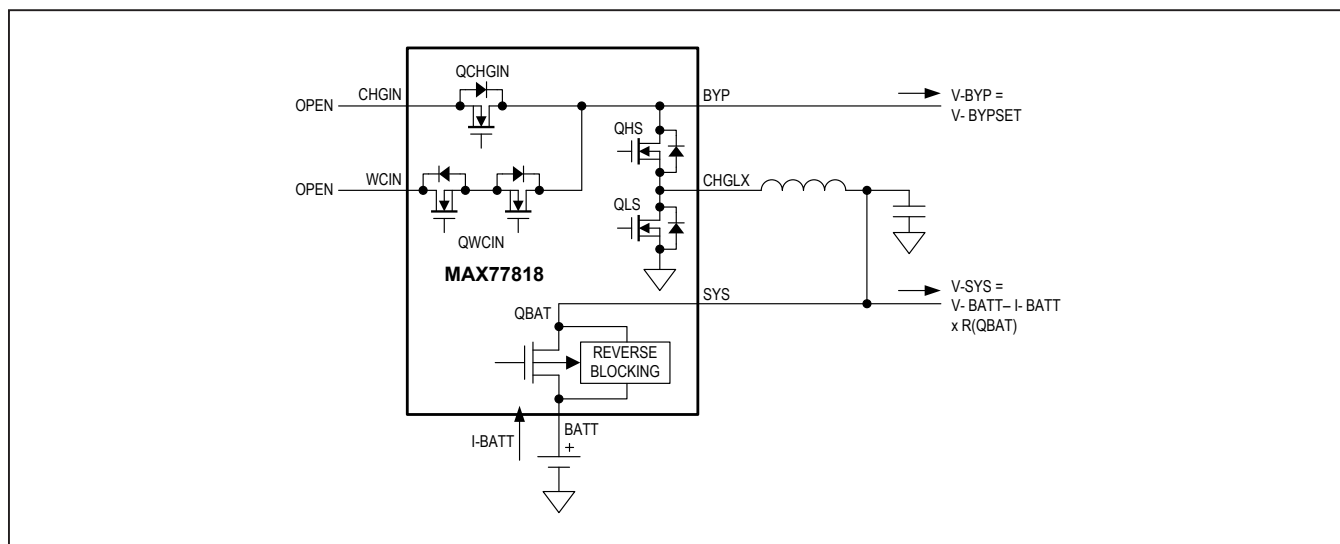 QCHGIN
OPEN
CHGIN
BYP
V-BYP =
V- BYPSET
QHS
OPEN
WCIN
CHGLX
QLS
QWCIN
MAX77818
SYS
V-SYS =
V- BATT– I- BATT
x R(QBAT)
QBAT
REVERSE
BLOCKING
I-BATT
BATT
+